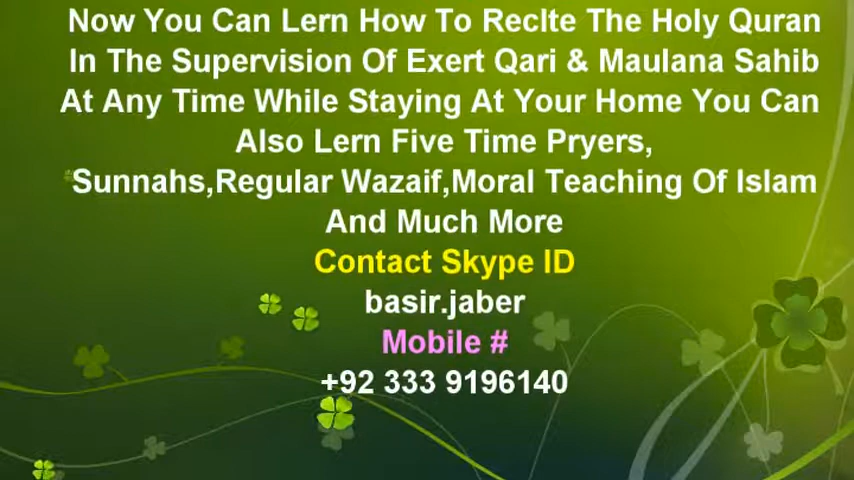 Now You Can Lern How To Reclte The Holy Quran
In The Supervision Of Exert Qari & Maulana Sahib
At Any Time While Staying At Your Home You Can
Also Lern Five Time Pryers,
Sunnahs,Regular Wazaif,Moral Teaching Of Islam
And Much More
Contact Skype ID
basir.jaber
Mobile #
+92 333 9196140